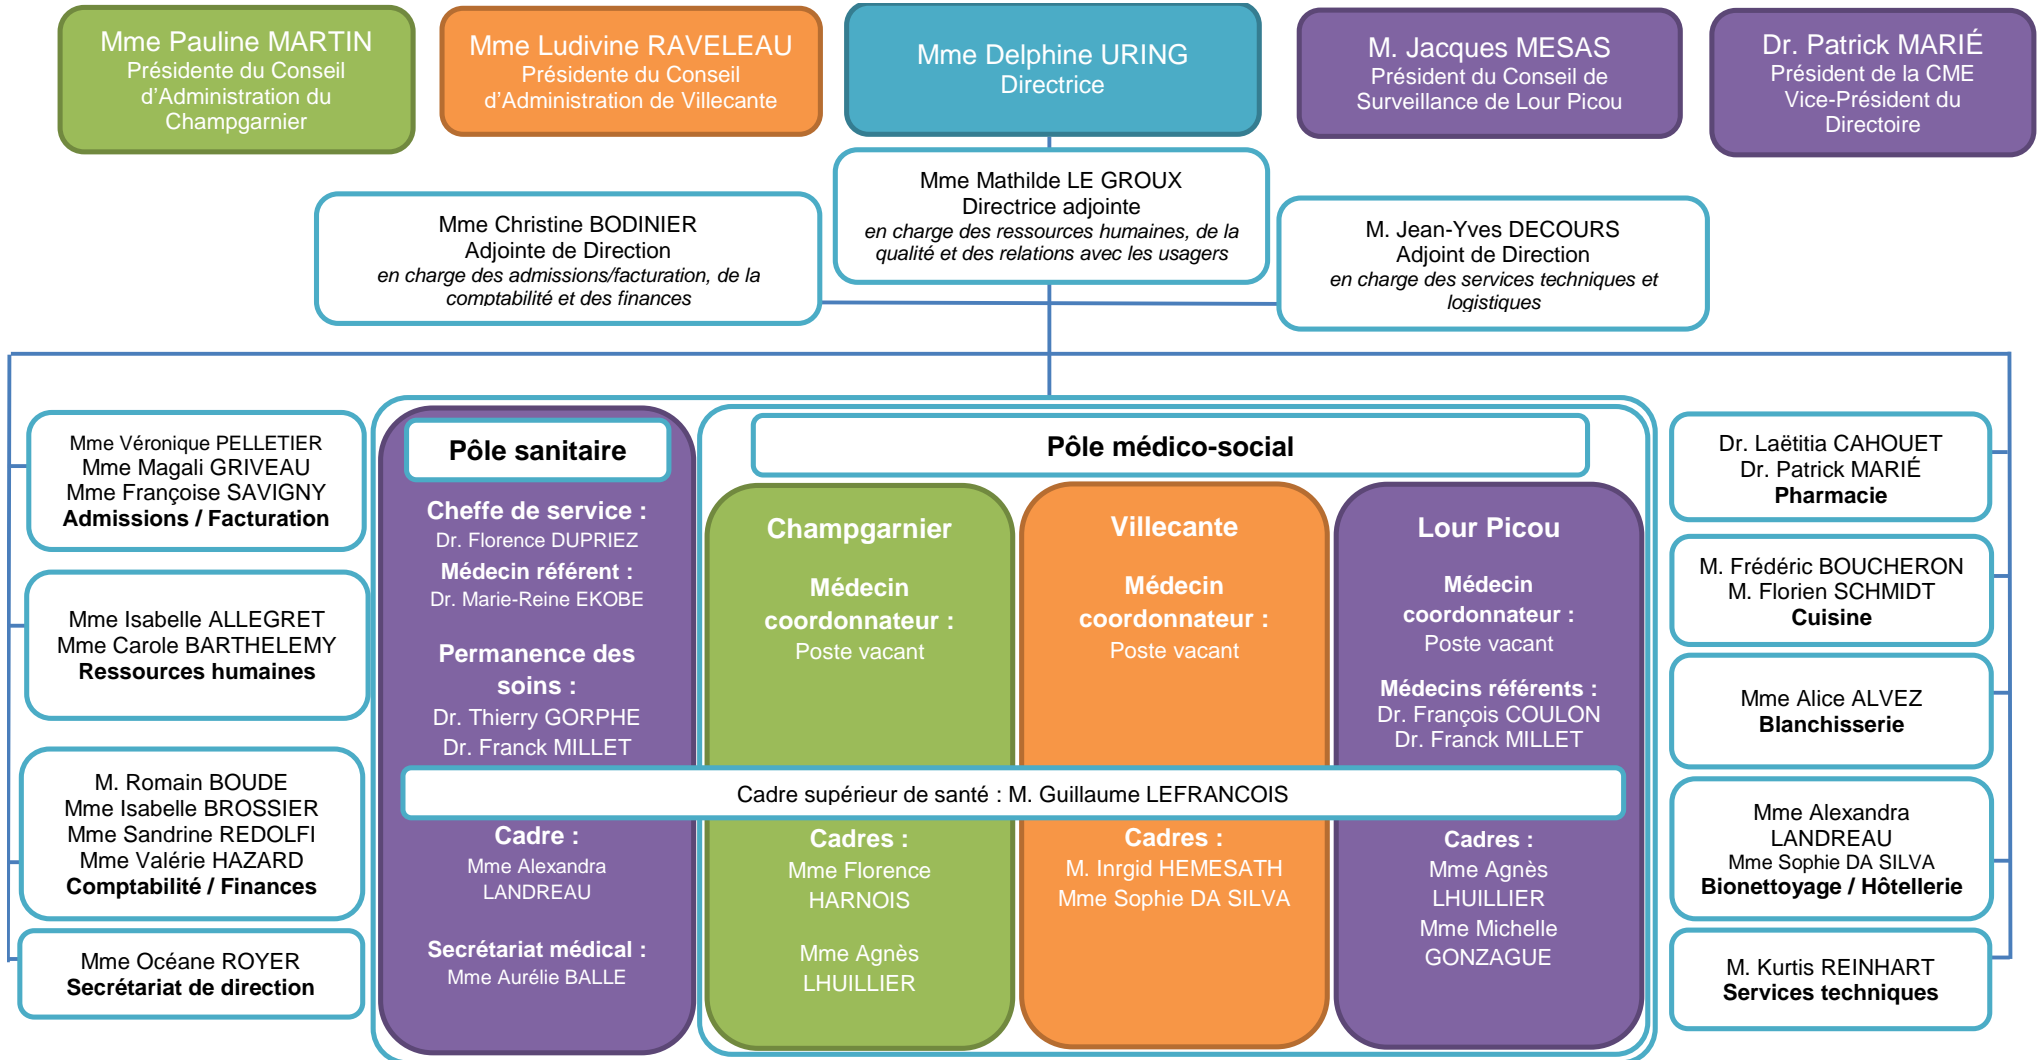 Mme Pauline MARTIN
Présidente du Conseil
d'Administration du
Champgarnier
Mme Ludivine RAVELEAU
Présidente du Conseil
d'Administration de Villecante
Mme Delphine URING
Directrice
M. Jacques MESAS
Président du Conseil de
Surveillance de Lour Picou
Dr. Patrick MARIÉ
Président de la CME
Vice-Président du
Directoire
Mme Christine BODINIER
Adjointe de Direction
en charge des admissions/facturation, de la
comptabilité et des finances
Mme Mathilde LE GROUX
Directrice adjointe
en charge des ressources humaines, de la
qualité et des relations avec les usagers
M. Jean-Yves DECOURS
Adjoint de Direction
en charge des services techniques et
logistiques
Mme Véronique PELLETIER
Mme Magali GRIVEAU
Mme Françoise SAVIGNY
Admissions / Facturation
Mme Isabelle ALLEGRET
Mme Carole BARTHELEMY
Ressources humaines
M. Romain BOUDE
Mme Isabelle BROSSIER
Mme Sandrine REDOLFI
Mme Valérie HAZARD
Comptabilité / Finances
Mme Océane ROYER
Secrétariat de direction
Pôle sanitaire
Cheffe de service :
Dr. Florence DUPRIEZ
Médecin référent :
Dr. Marie-Reine EKOBE
Permanence des
soins :
Dr. Thierry GORPHE
Dr. Franck MILLET
Pôle médico-social
Champgarnier
Médecin
coordonnateur :
Poste vacant
Villecante
Médecin
coordonnateur :
Poste vacant
Lour Picou
Médecin
coordonnateur :
Poste vacant
Médecins référents :
Dr. François COULON
Dr. Franck MILLET
Cadre supérieur de santé : M. Guillaume LEFRANCOIS
Cadre :
Mme Alexandra
LANDREAU
Secrétariat médical :
Mme Aurélie BALLE
Cadres :
Mme Florence
HARNOIS
Mme Agnès
LHUILLIER
Cadres :
M. Inrgid HEMESATH
Mme Sophie DA SILVA
Cadres :
Mme Agnès
LHUILLIER
Mme Michelle
GONZAGUE
Dr. Laëtitia CAHOUET
Dr. Patrick MARIÉ
Pharmacie
M. Frédéric BOUCHERON
M. Florien SCHMIDT
Cuisine
Mme Alice ALVEZ
Blanchisserie
Mme Alexandra
LANDREAU
Mme Sophie DA SILVA
Bionettoyage / Hôtellerie
M. Kurtis REINHART
Services techniques